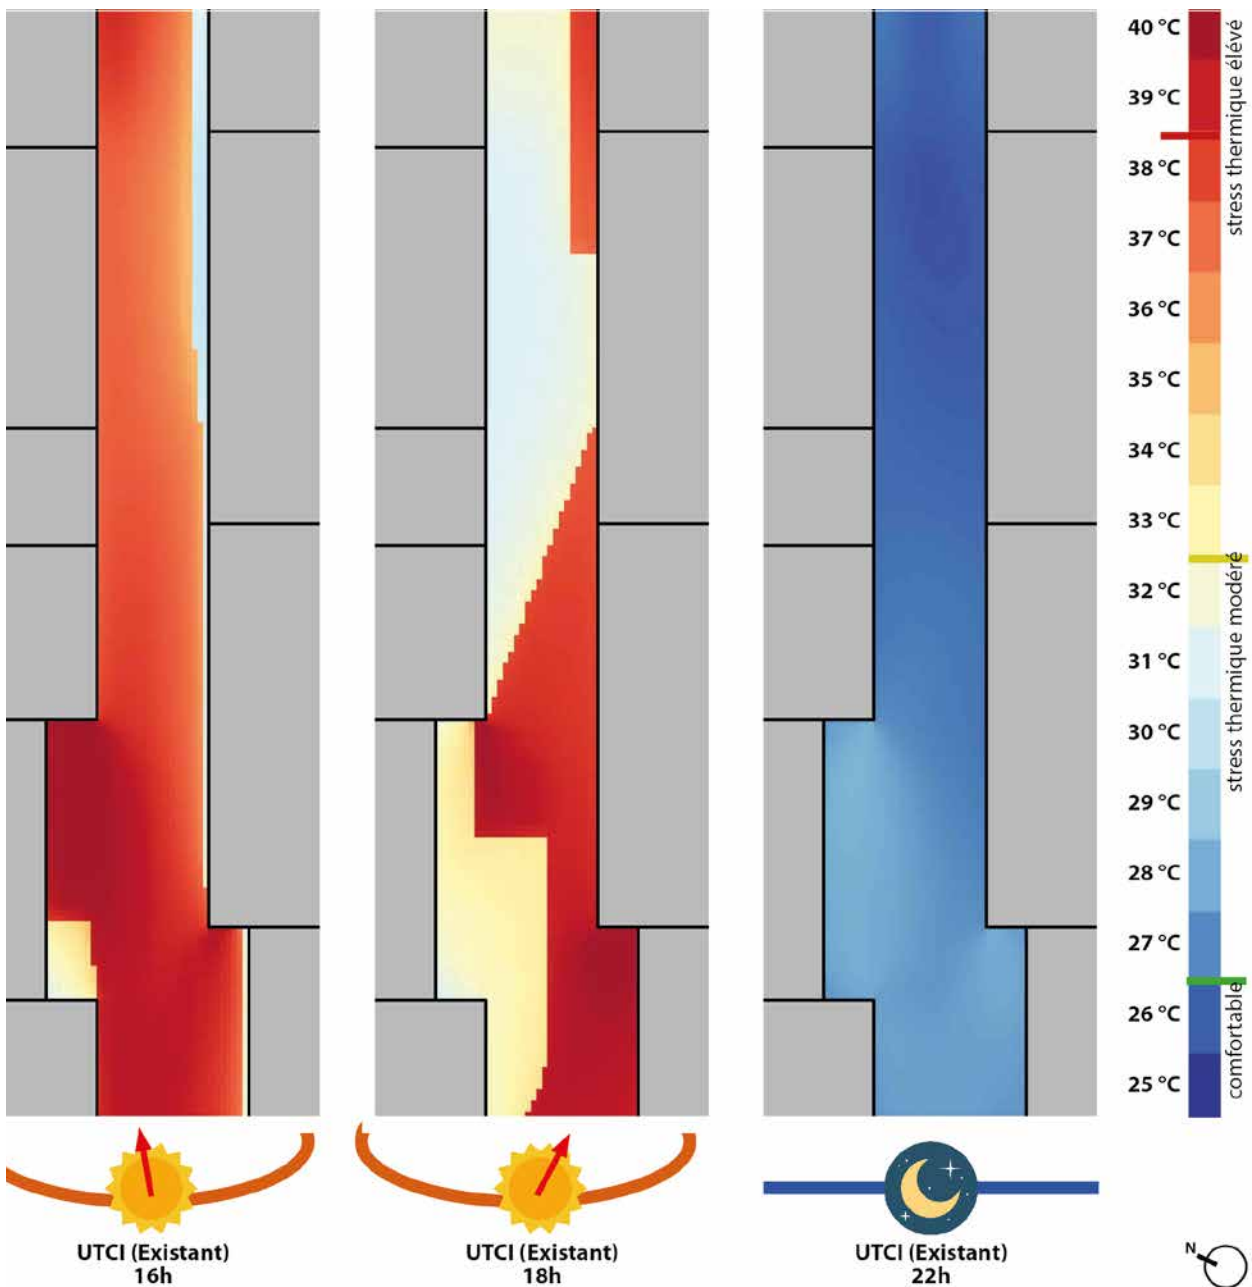 40 °C
39 °C
38 °C
37 °C
36 °C
35 °C
34 °C
33 °C
32 °C
31 °C
30 °C
29 °C
28 °C
27 °C
26 °C
25 °C
stress thermique élévé
stress thermique modéré
comfortable
UTCI (Existant)
16h
UTCI (Existant)
18h
UTCI (Existant)
22h
N